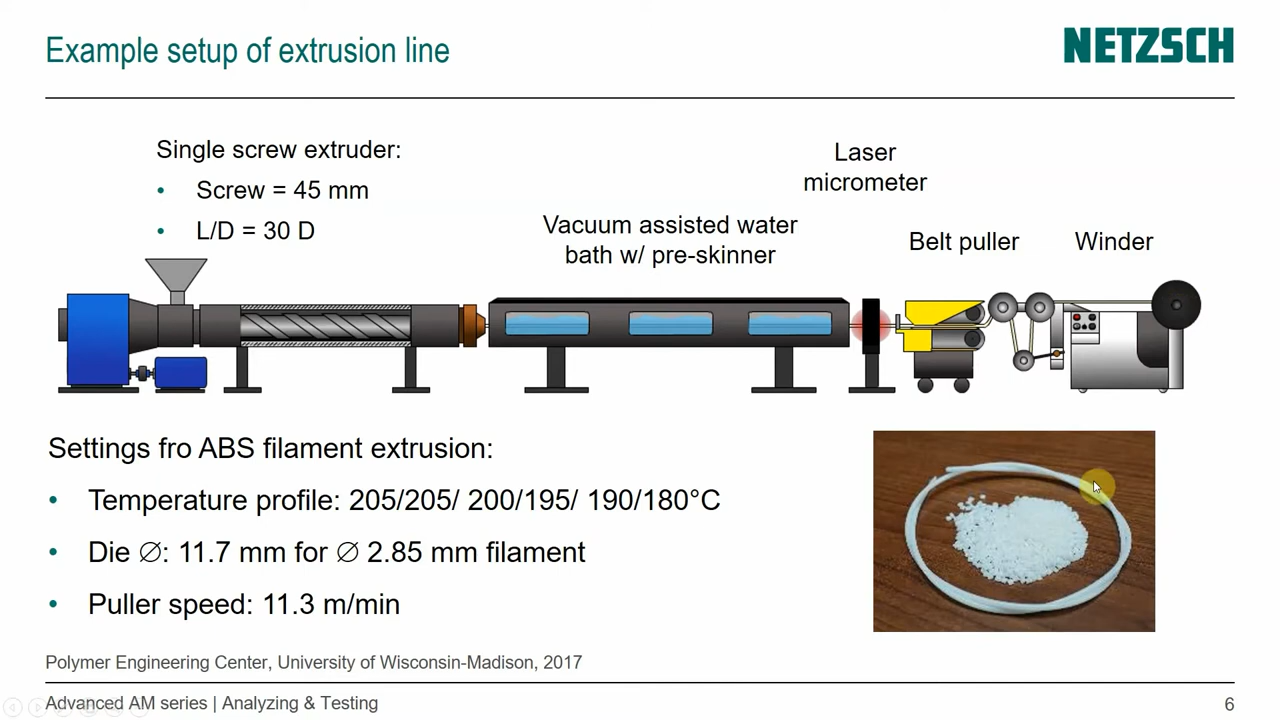 Example setup of extrusion line
NETZSCH
Single screw extruder:
• Screw = 45 mm
• L/D = 30 D
Laser
micrometer
Vacuum assisted water
bath w/ pre-skinner
Belt puller
Winder
Settings fro ABS filament extrusion:
• Temperature profile: 205/205/ 200/195/ 190/180°C
• Die ∅: 11.7 mm for ∅ 2.85 mm filament
• Puller speed: 11.3 m/min
Polymer Engineering Center, University of Wisconsin-Madison, 2017
Advanced AM series | Analyzing & Testing
6